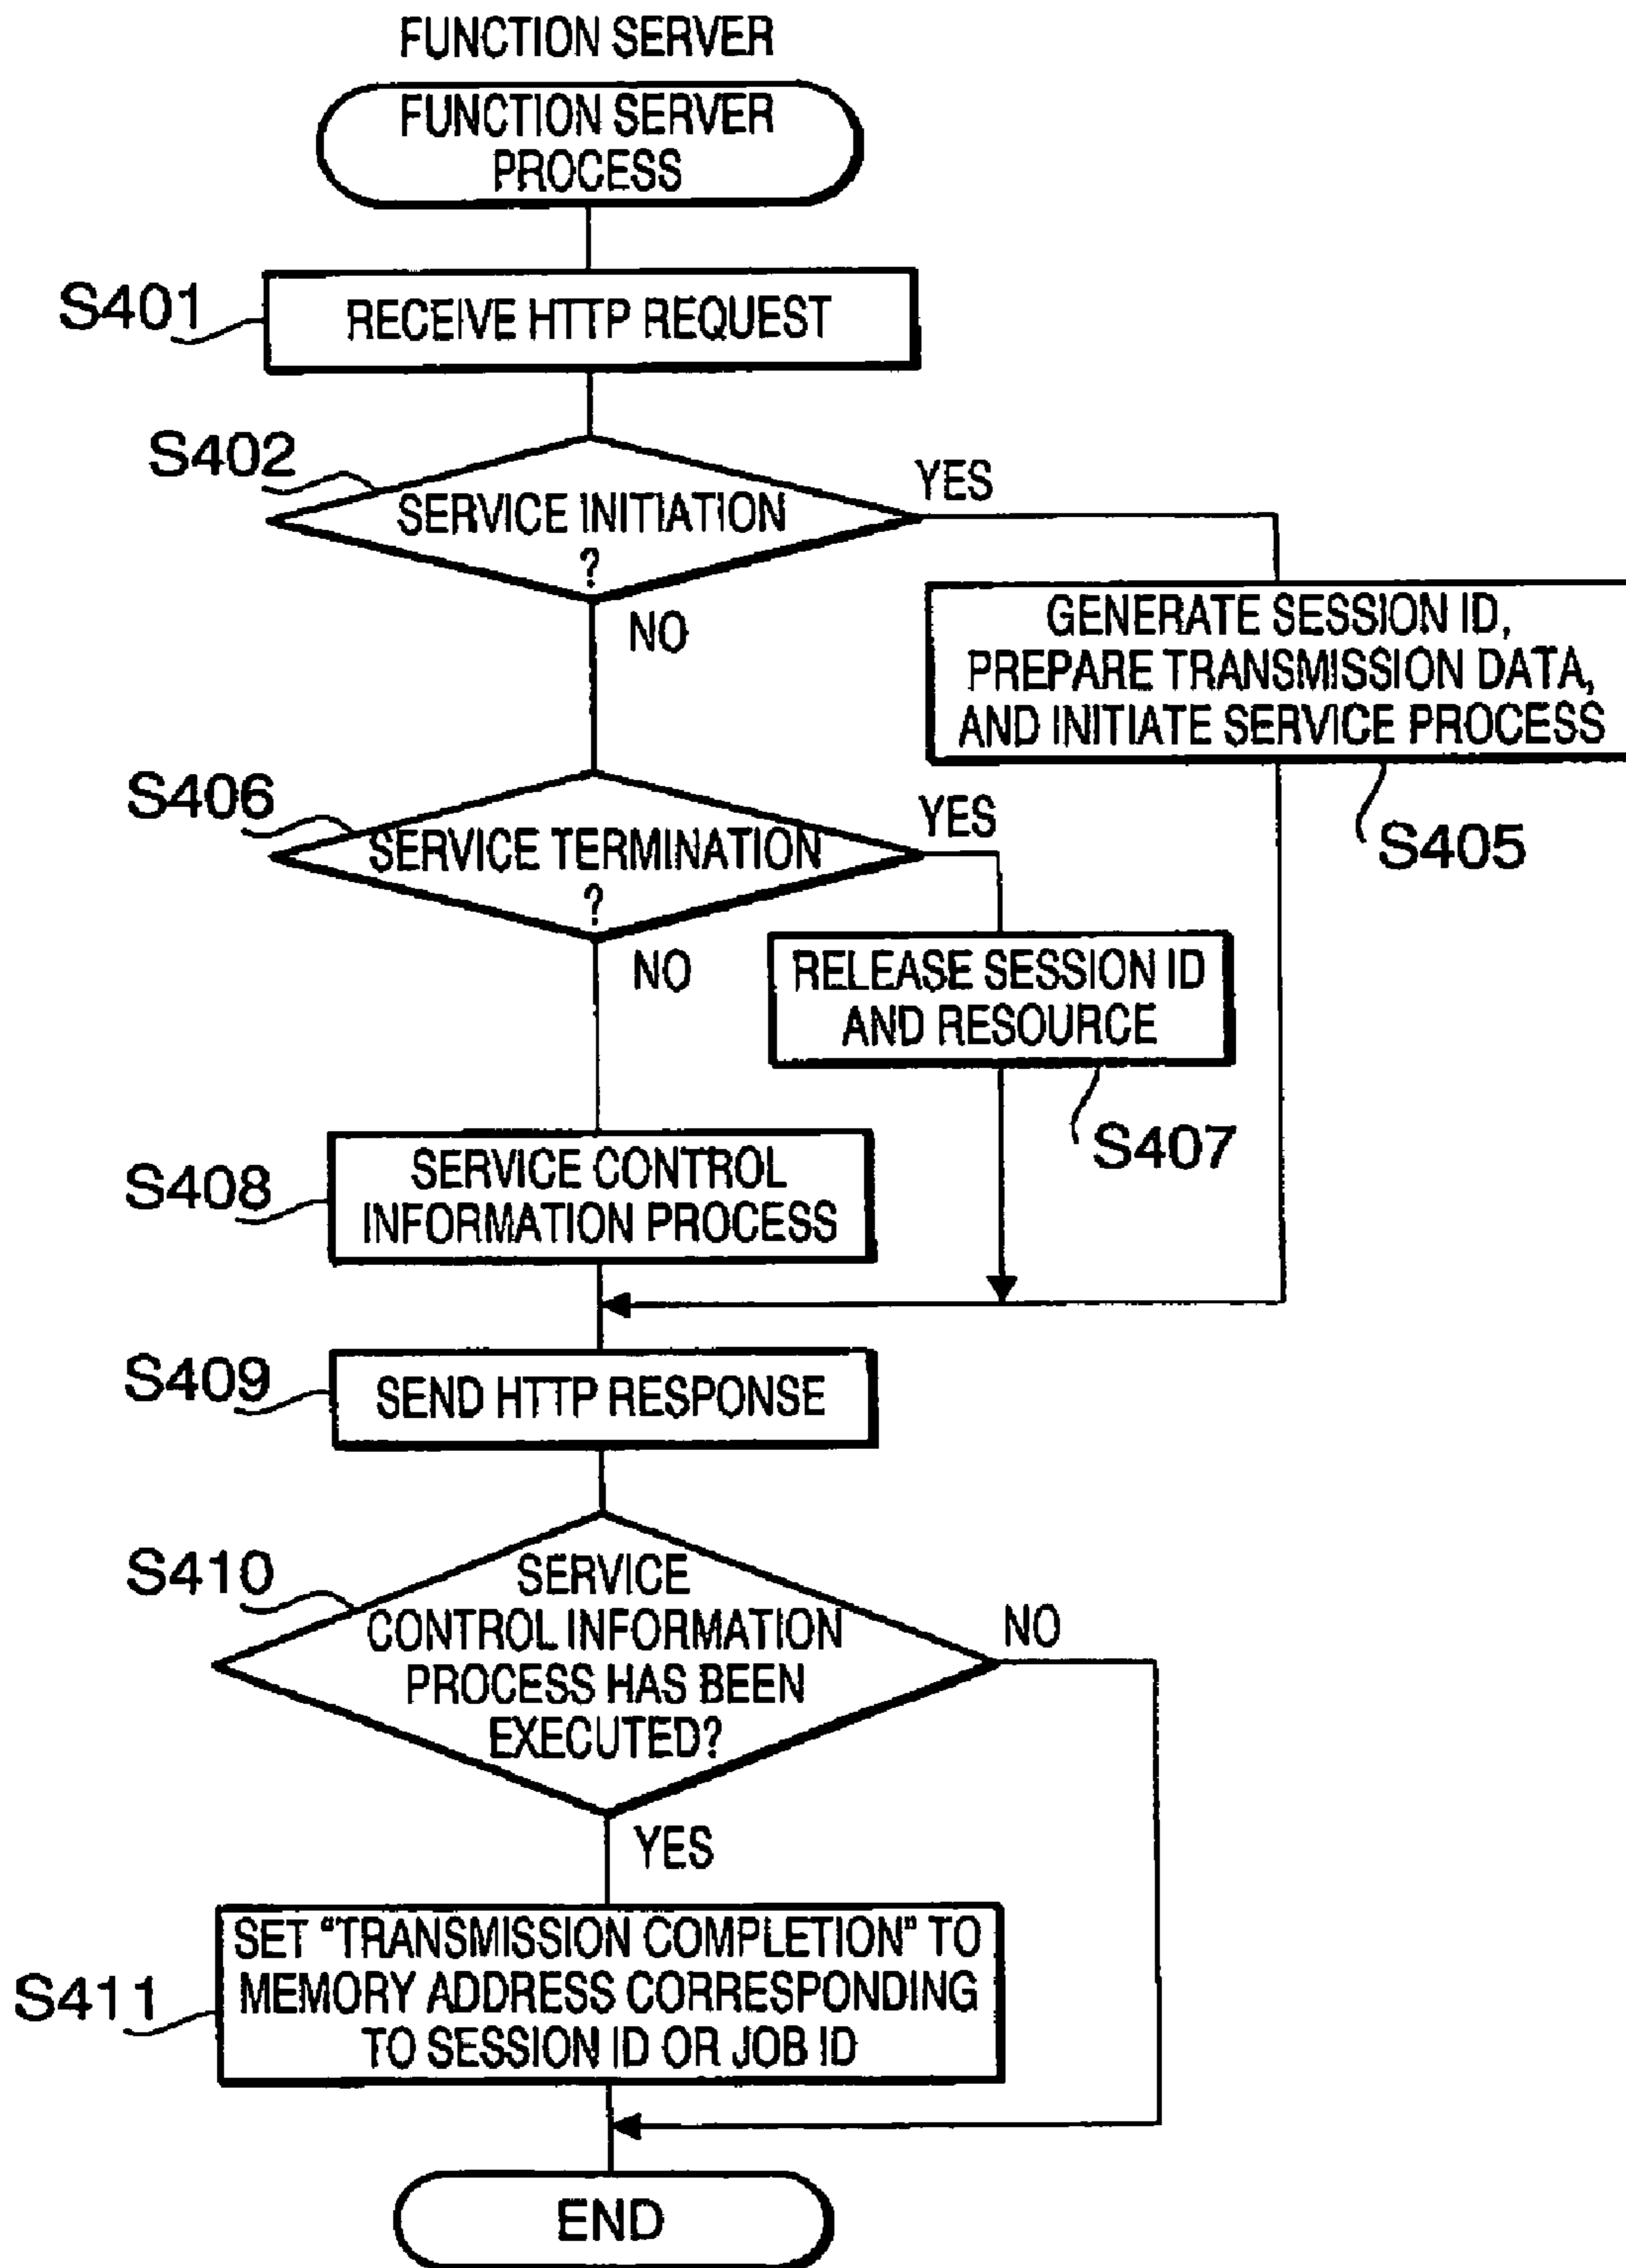 FUNCTION SERVER
FUNCTION SERVER
PROCESS
S401
RECEIVE HTTP REQUEST
S402
SERVICE INITIATION
?
YES
NO
GENERATE SESSION ID,
PREPARE TRANSMISSION DATA,
AND INITIATE SERVICE PROCESS
S405
S406
SERVICE TERMINATION
?
YES
NO
RELEASE SESSION ID
AND RESOURCE
S407
S408
SERVICE CONTROL
INFORMATION PROCESS
S409
SEND HTTP RESPONSE
S410
SERVICE
CONTROL INFORMATION
PROCESS HAS BEEN
EXECUTED?
NO
YES
S411
SET “TRANSMISSION COMPLETION” TO
MEMORY ADDRESS CORRESPONDING
TO SESSION ID OR JOB ID
END